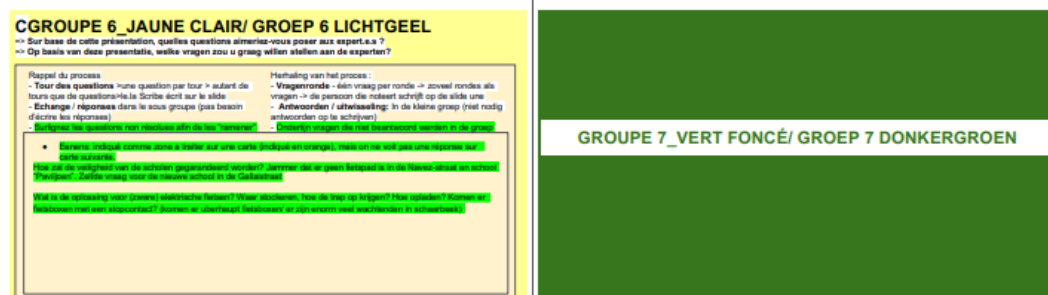 CGROUPE 6_JAUNE CLAIR/ GROEP 6 LICHTGEEL
=> Sur base de cette présentation, quelles questions aimeriez-vous poser aux expert.e.s ?
=> Op basis van deze presentatie, welke vragen zou u graag willen stellen aan de experten?
Rappel du process
- Tour des questions >une question par tour > autant de
tours que de questions>le.la Scribe écrit sur le slide
- Echange / réponses dans le sous groupe (pas besoin
d'écrire les réponses)
- Surlignez les questions non résolues afin de les "ramener"
Herhaling van het proces :
- Vragenronde - één vraag per ronde -> zoveel rondes als
vragen -> de persoon die noteert schrijft op de slide une
- Antwoorden / uitwisseling: In de kleine groep (niet nodig
antwoorden op te schrijven)
- Onderlijn vragen die niet beantwoord werden in de groep
● Eenens: indiqué comme zone à traiter sur une carte (indiqué en orange), mais on ne voit pas une réponse sur
carte suivante.
Hoe zal de veiligheid van de scholen gegarandeerd worden? Jammer dat er geen fietspad is in de Navez-straat en school
"Paviljoen". Zelfde vraag voor de nieuwe school in de Gallaistraat
Wat is de oplossing voor (zware) elektrische fietsen? Waar stockeren, hoe de trap op krijgen? Hoe opladen? Komen er
fietsboxen met een stopcontact? (komen er uberhaupt fietsboxen/ er zijn enorm veel wachtenden in schaarbeek)
GROUPE 7_VERT FONCÉ/ GROEP 7 DONKERGROEN